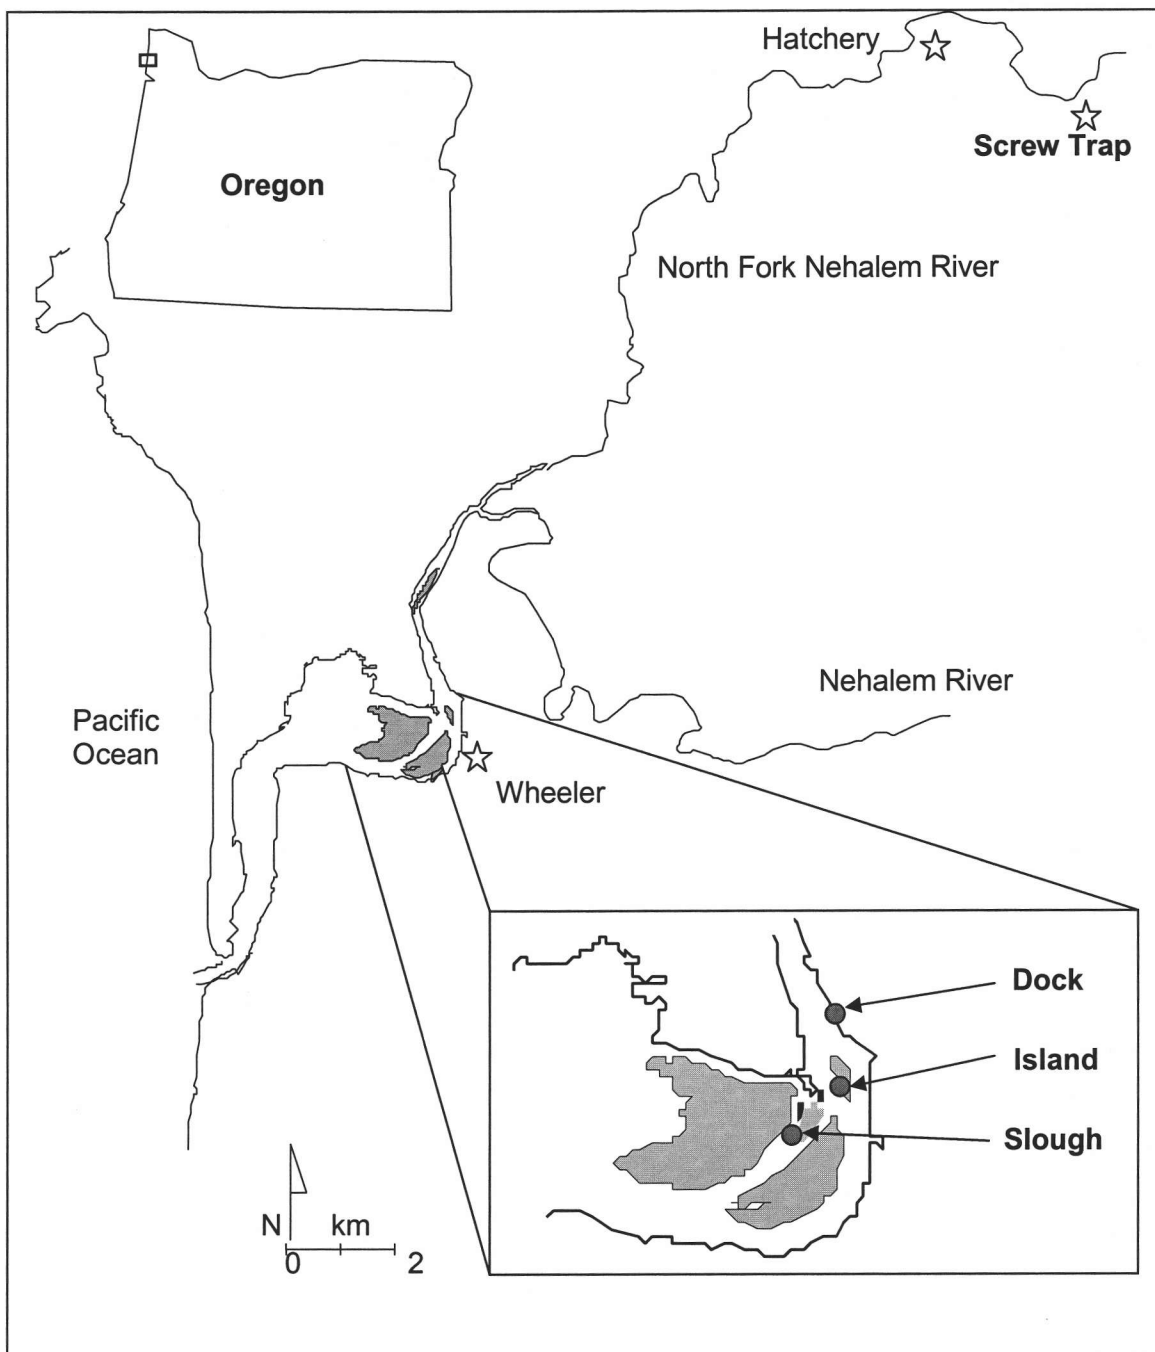 Hatchery
Screw Trap
Oregon
North Fork Nehalem River
Nehalem River
Pacific
Ocean
Wheeler
Dock
Island
Slough
N km
0 2